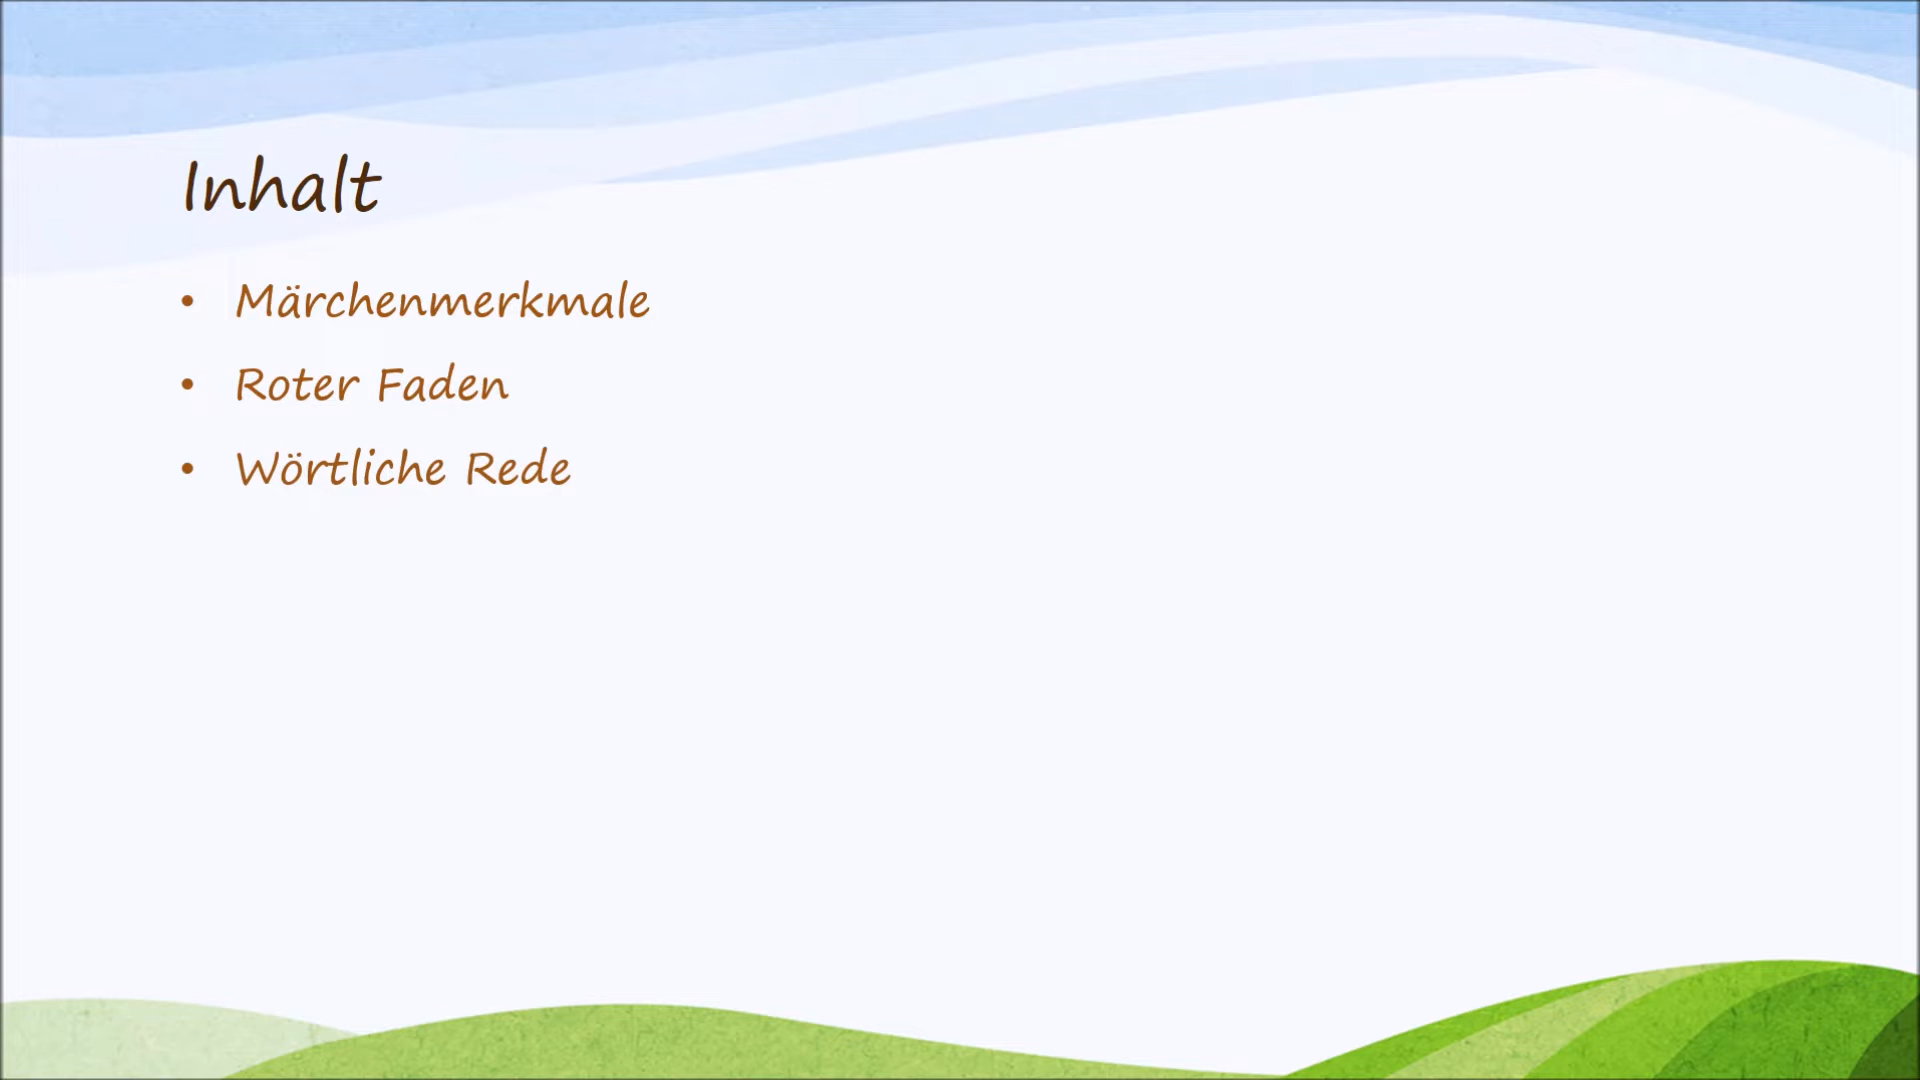 Inhalt
• Märchenmerkmale
• Roter Faden
• Wörtliche Rede